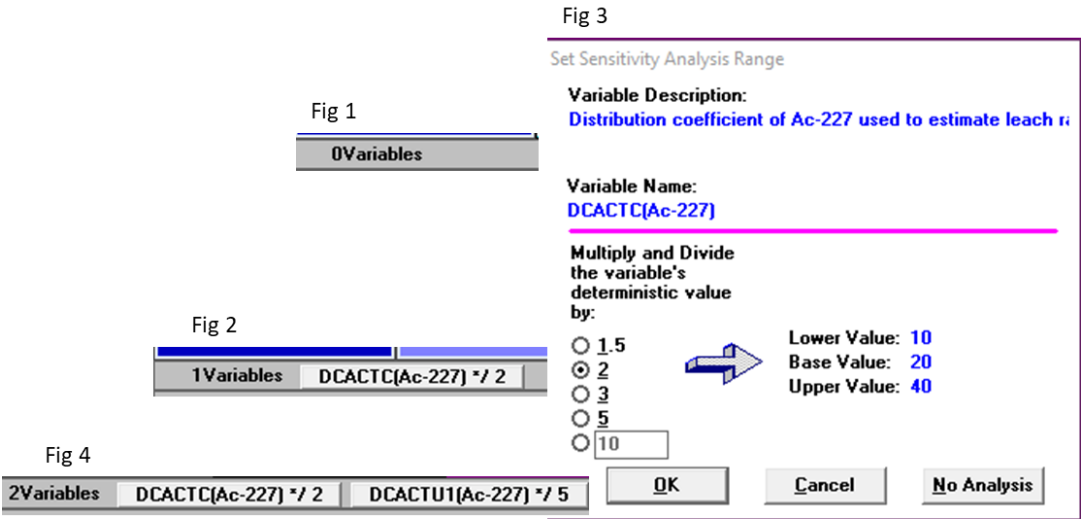 Fig 3
Set Sensitivity Analysis Range
Variable Description:
Distribution coefficient of Ac-227 used to estimate leach ra
Fig 1
0Variables
Variable Name:
DCACTC(Ac-227)
Multiply and Divide
the variable's
deterministic value
by:
1.5
2
3
5
10
Lower Value: 10
Base Value: 20
Upper Value: 40
OK Cancel No Analysis
Fig 2
1Variables DCACTC(Ac-227) */ 2
Fig 4
2Variables DCACTC(Ac-227) */ 2 DCACTU1(Ac-227) */ 5